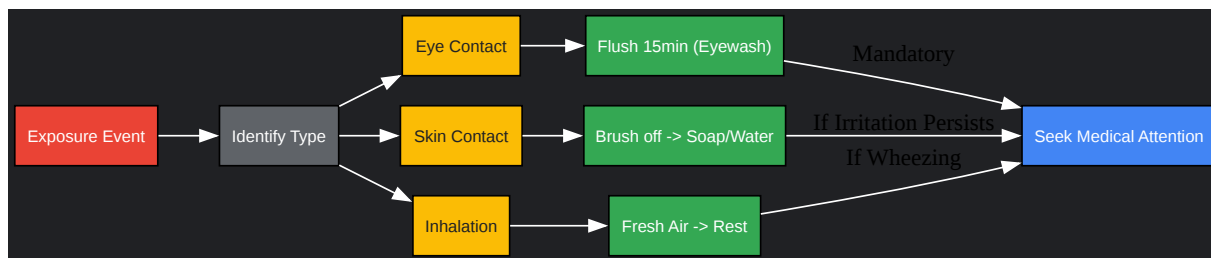 Exposure Event
Identify Type
Eye Contact
Flush 15min (Eyewash)
Mandatory
Skin Contact
Brush off -> Soap/Water
If Irritation Persists
Inhalation
Fresh Air -> Rest
If Wheezing
Seek Medical Attention